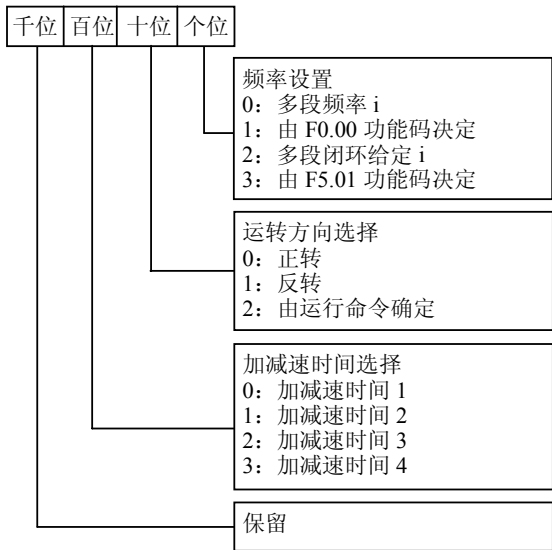 千位 百位 十位 个位
频率设置
0：多段频率 i
1：由 F0.00 功能码决定
2：多段闭环给定 i
3：由 F5.01 功能码决定
运转方向选择
0：正转
1：反转
2：由运行命令确定
加减速时间选择
0：加减速时间 1
1：加减速时间 2
2：加减速时间 3
3：加减速时间 4
保留